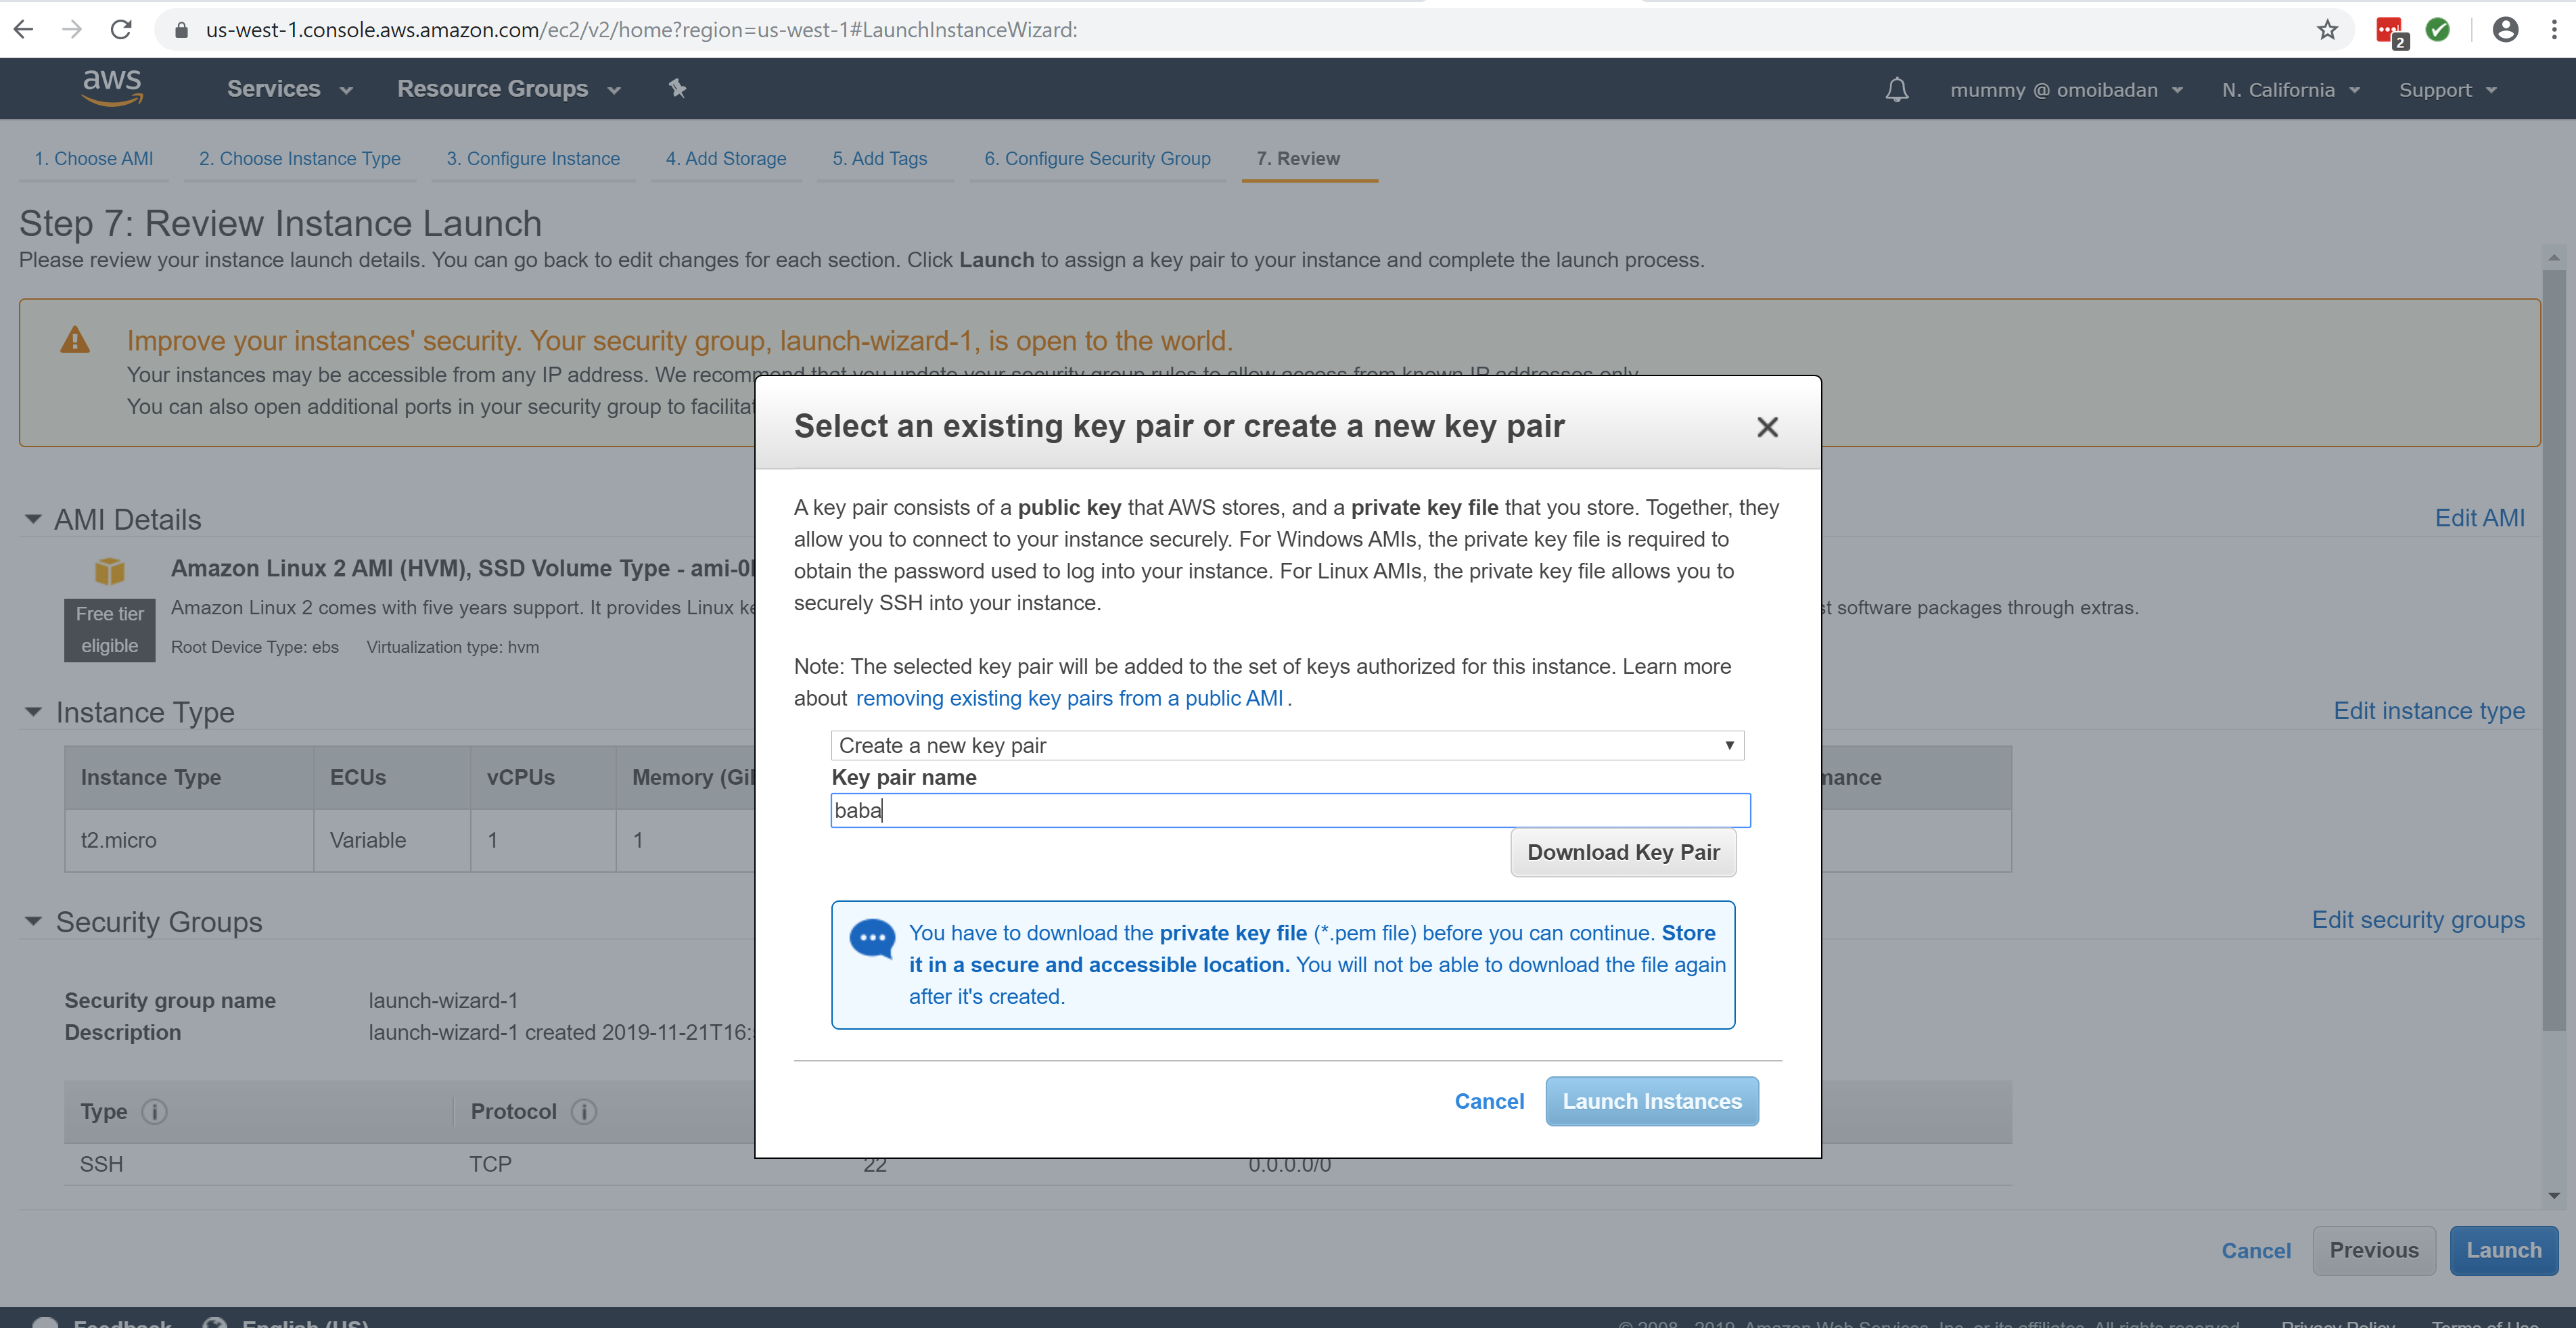 us-west-1.console.aws.amazon.com/ec2/v2/home?region=us-west-1#LaunchInstanceWizard:
2
aws Services Resource Groups mummy @ omoibadan N. California Support
1. Choose AMI 2. Choose Instance Type 3. Configure Instance 4. Add Storage 5. Add Tags 6. Configure Security Group 7. Review
Step 7: Review Instance Launch
Please review your instance launch details. You can go back to edit changes for each section. Click Launch to assign a key pair to your instance and complete the launch process.
Improve your instances' security. Your security group, launch-wizard-1, is open to the world.
Your instances may be accessible from any IP address. We recommend that you update your security group rules to allow access from known IP addresses only.
You can also open additional ports in your security group to
Select an existing key pair or create a new key pair
A key pair consists of a public key that AWS stores, and a private key file that you store. Together, they
allow you to connect to your instance securely. For Windows AMIs, the private key file is required to
obtain the password used to log into your instance. For Linux AMIs, the private key file allows you to
securely SSH into your instance.
Note: The selected key pair will be added to the set of keys authorized for this instance. Learn more
about removing existing key pairs from a public AMI.
Create a new key pair
Key pair name
baba
Download Key Pair
You have to download the private key file (*.pem file) before you can continue. Store
it in a secure and accessible location. You will not be able to download the file again
after it's created.
Cancel Launch Instances
AMI Details Edit AMI
Amazon Linux 2 AMI (HVM), SSD Volume Type -
Free tier
eligible
Amazon Linux 2 comes with five years support. It provides Linux software packages through extras.
Root Device Type: ebs Virtualization type: hvm
Instance Type Edit instance type
Instance Type ECUs vCPUs Memory
t2.micro Variable 1 1
Security Groups Edit security groups
Security group name launch-wizard-1
Description launch-wizard-1 created
Type Protocol
SSH TCP 22 0.0.0.0/0
Cancel Previous Launch
Feedback English (US) © 2008 - 2019, Amazon Web Services, Inc. or its affiliates. All rights reserved. Privacy Policy Terms of Use